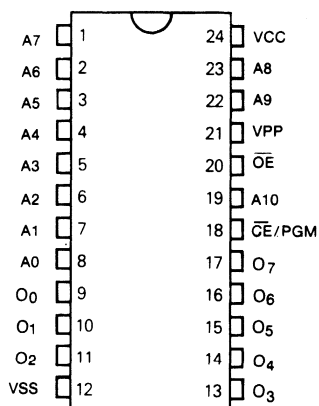 A7 1 24 VCC
A6 2 23 A8
A5 3 22 A9
A4 4 21 VPP
A3 5 20 O̅E̅
A2 6 19 A10
A1 7 18 C̅E̅/PGM
A0 8 17 O7
O0 9 16 O6
O1 10 15 O5
O2 11 14 O4
VSS 12 13 O3